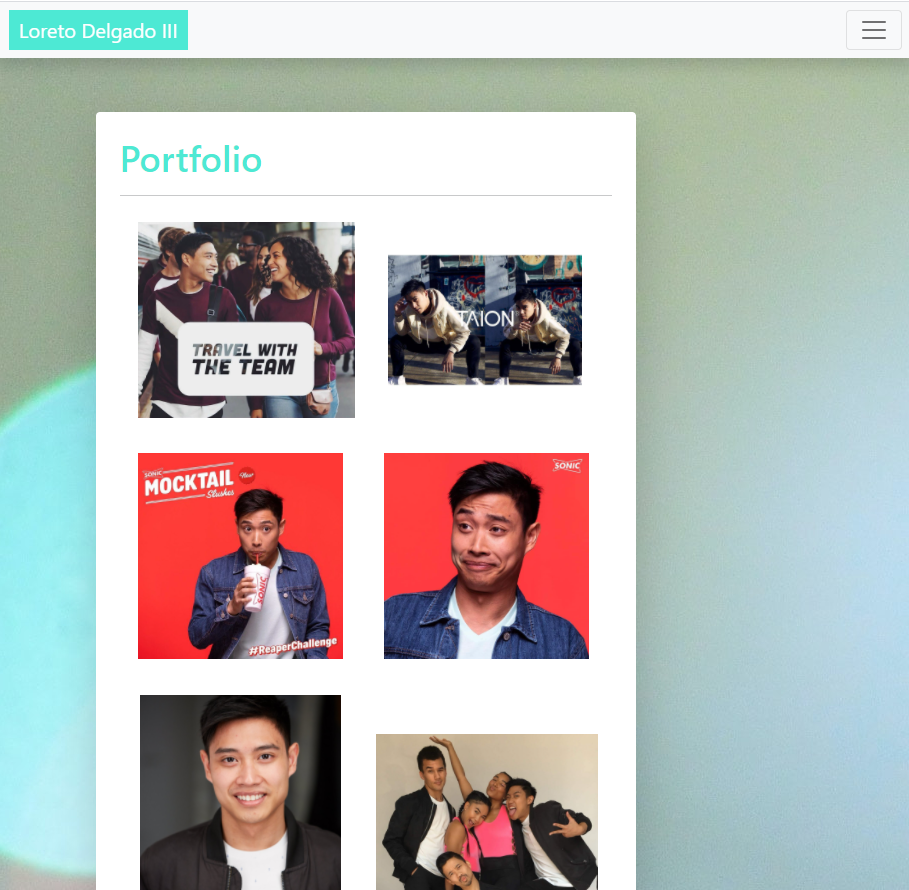 Loreto Delgado III
Portfolio
TRAVEL WITH
THE TEAM
TAION
SONIC
MOCKTAIL
Slushes
New
SONIC
#ReaperChallenge
SONIC